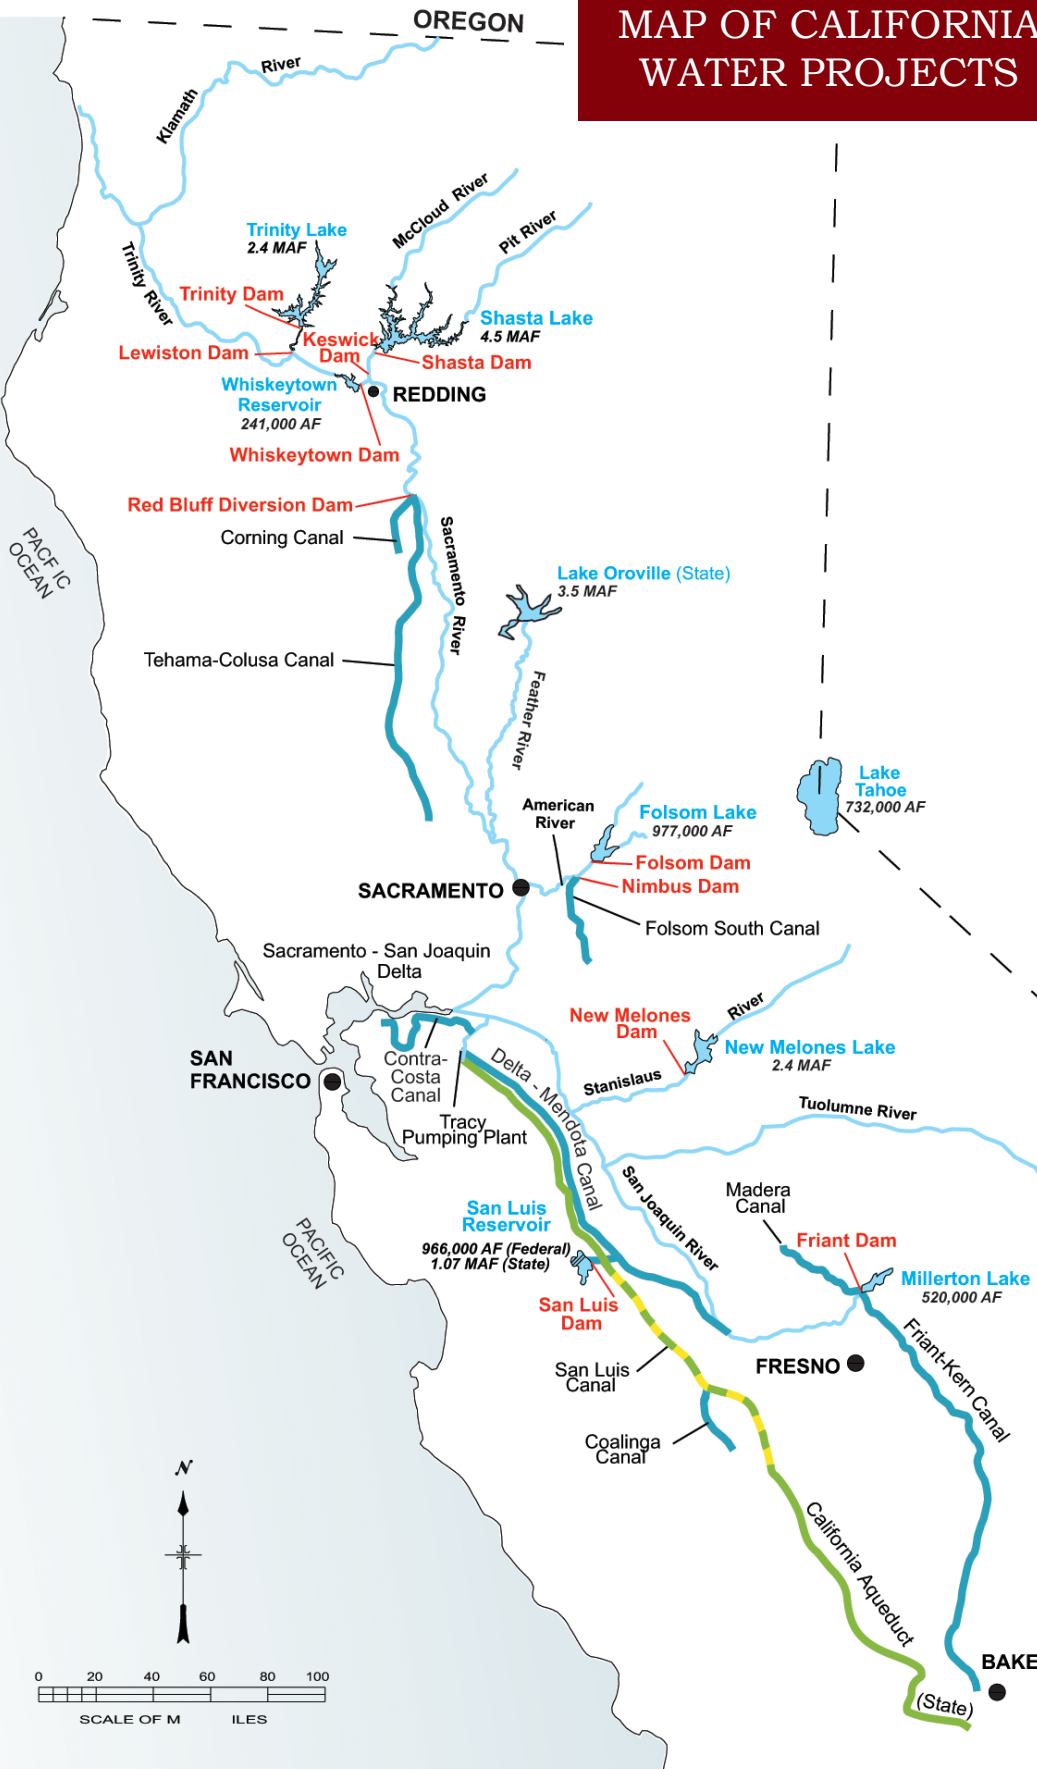 OREGON
MAP OF CALIFORNIA
WATER PROJECTS
River
Klamath
McCloud River
Pit River
Trinity Lake
2.4 MAF
Trinity River
Trinity Dam
Shasta Lake
4.5 MAF
Keswick
Dam
Lewiston Dam
Shasta Dam
Whiskeytown
Reservoir
241,000 AF
REDDING
Whiskeytown Dam
Red Bluff Diversion Dam
Corning Canal
Sacramento River
PACF IC
OCEAN
Lake Oroville (State)
3.5 MAF
Tehama-Colusa Canal
Feather River
Lake
Tahoe
732,000 AF
American
River
Folsom Lake
977,000 AF
Folsom Dam
Nimbus Dam
SACRAMENTO
Folsom South Canal
Sacramento - San Joaquin
Delta
New Melones
Dam
River
New Melones Lake
2.4 MAF
Stanislaus
SAN
FRANCISCO
Contra-
Costa
Canal
Delta - Mendota Canal
Tracy
Pumping Plant
Tuolumne River
San Joaquin River
Madera
Canal
San Luis
Reservoir
966,000 AF (Federal)
1.07 MAF (State)
PACIFIC
OCEAN
Friant Dam
Millerton Lake
520,000 AF
San Luis
Dam
Friant-Kern Canal
FRESNO
San Luis
Canal
Coalinga
Canal
N
California Aqueduct
BAKE
(State)
0 20 40 60 80 100
SCALE OF M ILES